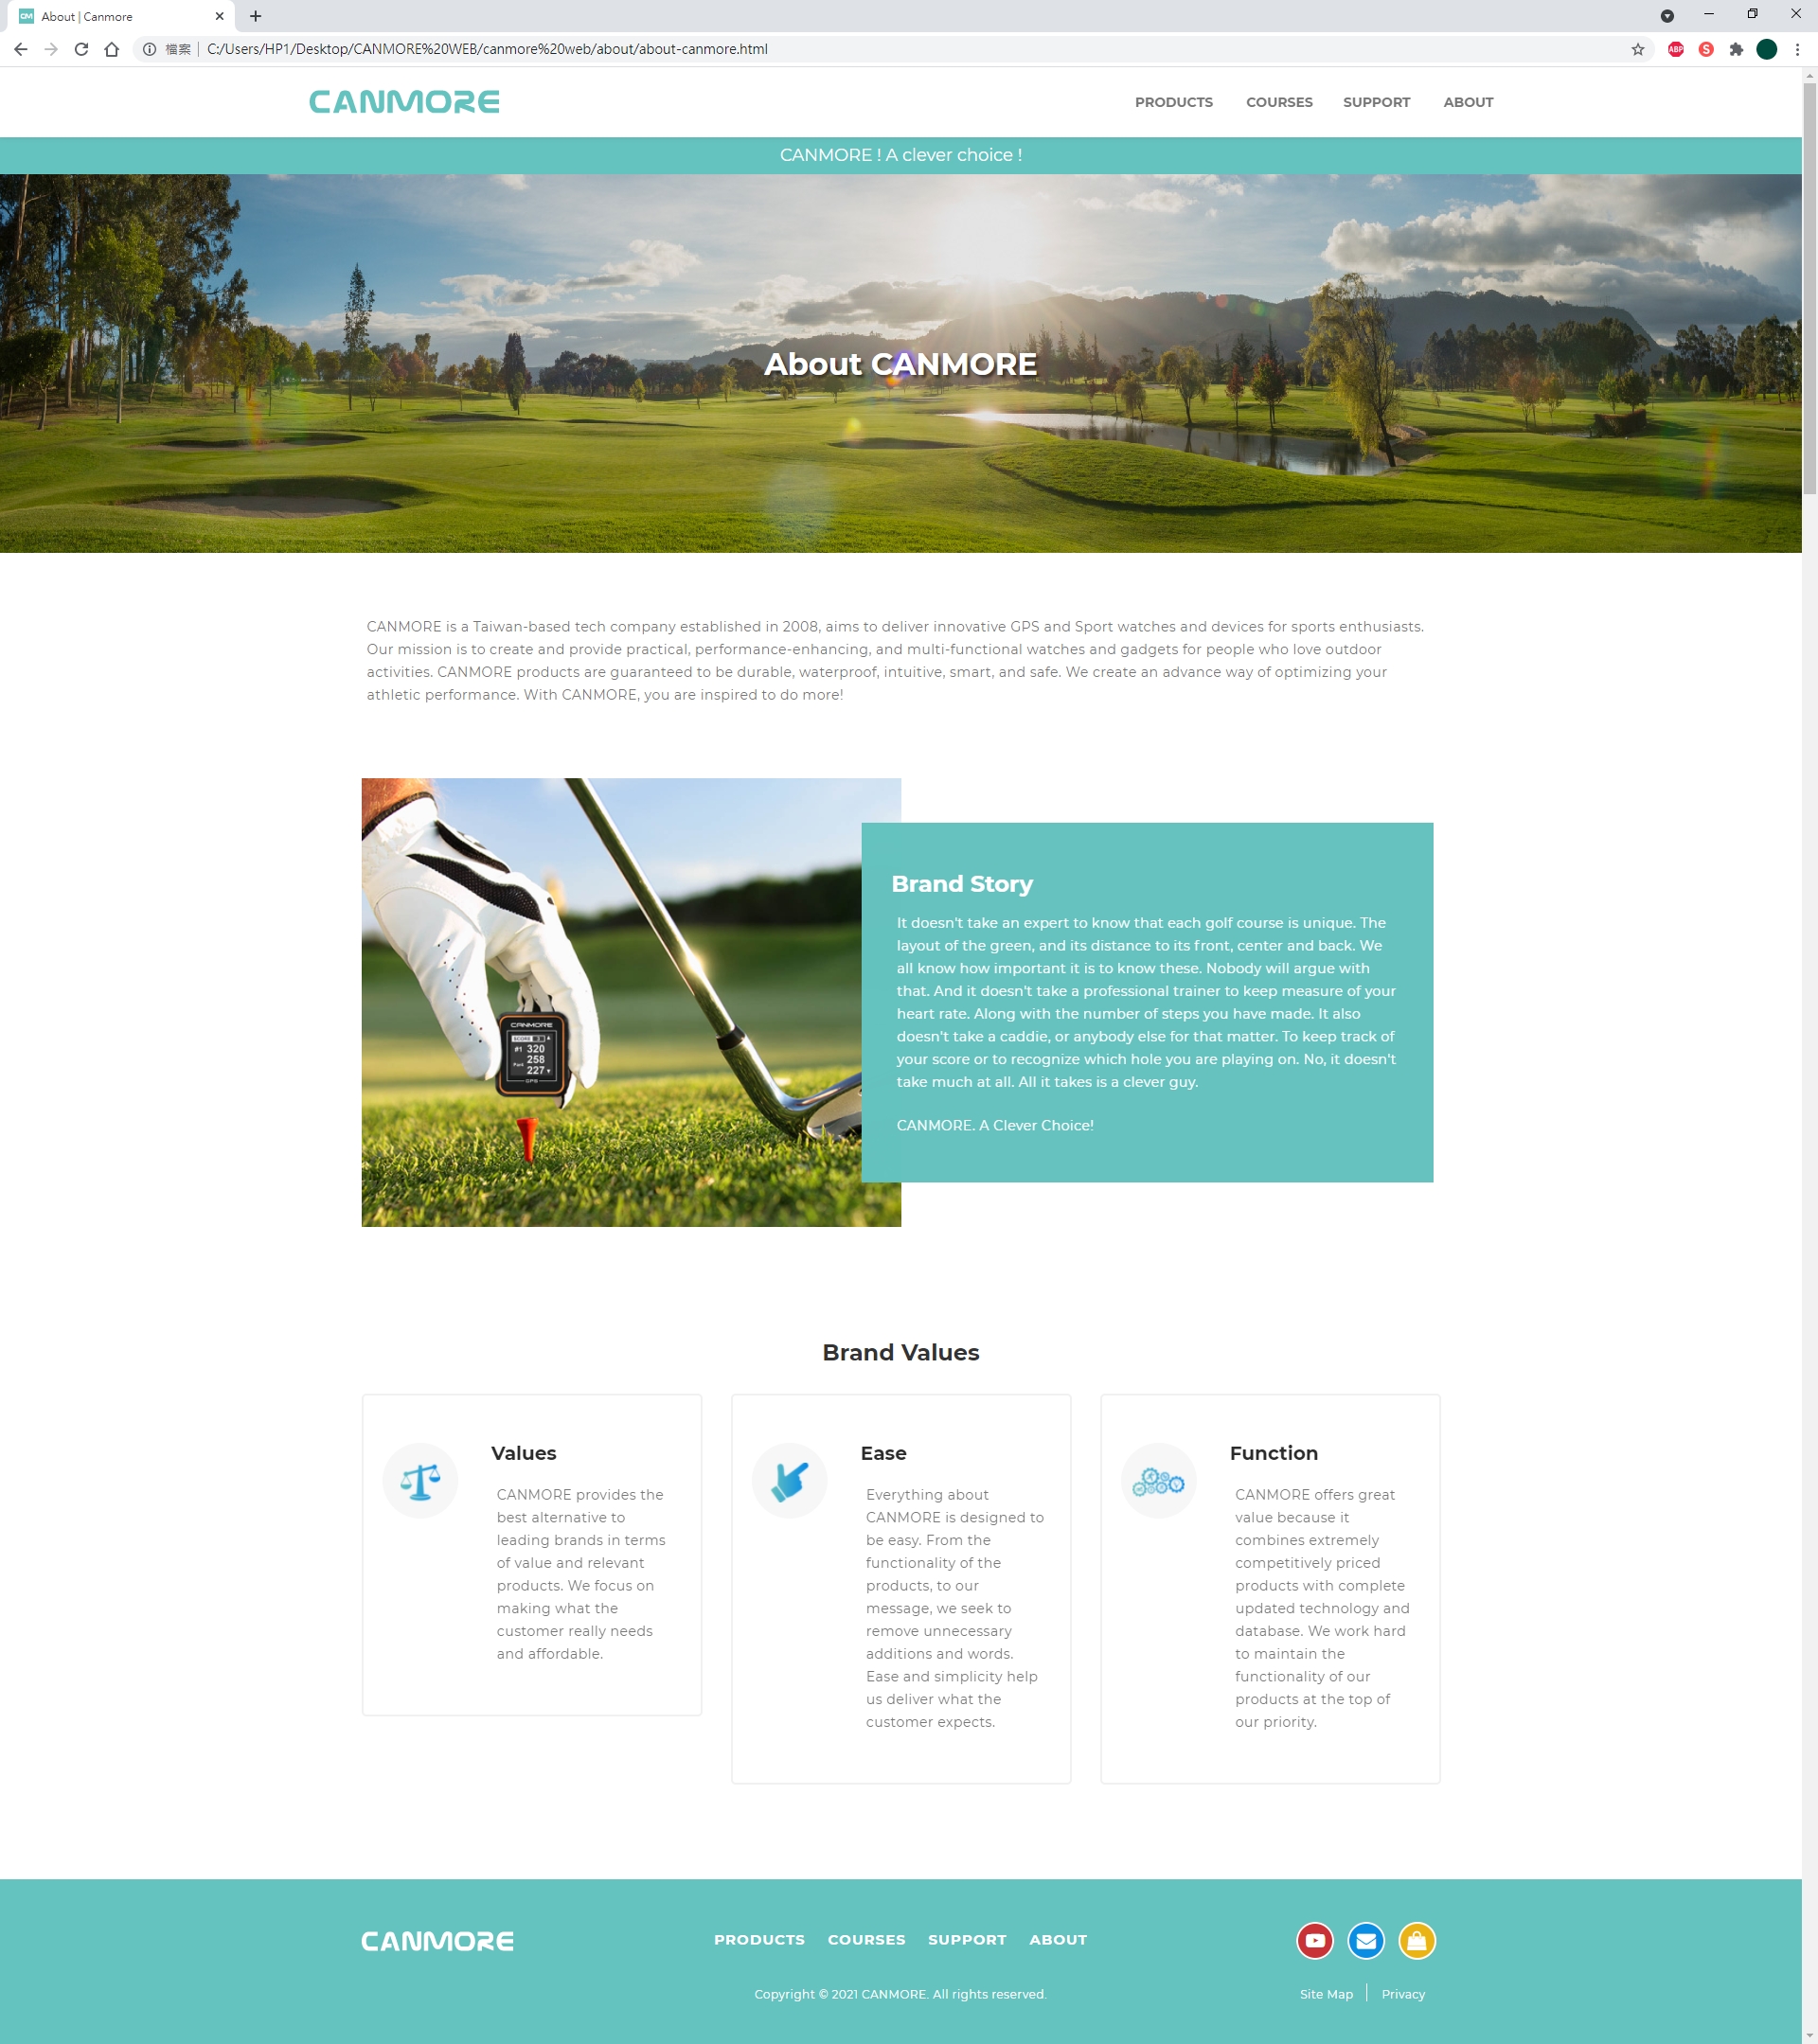 CM About | Canmore
檔案 | C:/Users/HP1/Desktop/CANMORE%20WEB/canmore%20web/about/about-canmore.html
ABP S
CANMORE PRODUCTS COURSES SUPPORT ABOUT
CANMORE ! A clever choice !
About CANMORE
CANMORE is a Taiwan-based tech company established in 2008, aims to deliver innovative GPS and Sport watches and devices for sports enthusiasts.
Our mission is to create and provide practical, performance-enhancing, and multi-functional watches and gadgets for people who love outdoor
activities. CANMORE products are guaranteed to be durable, waterproof, intuitive, smart, and safe. We create an advance way of optimizing your
athletic performance. With CANMORE, you are inspired to do more!
CANMORE
SCORE
#1 320
258
227
GPS
Brand Story
It doesn't take an expert to know that each golf course is unique. The
layout of the green, and its distance to its front, center and back. We
all know how important it is to know these. Nobody will argue with
that. And it doesn't take a professional trainer to keep measure of your
heart rate. Along with the number of steps you have made. It also
doesn't take a caddie, or anybody else for that matter. To keep track of
your score or to recognize which hole you are playing on. No, it doesn't
take much at all. All it takes is a clever guy.
CANMORE. A Clever Choice!
Brand Values
Values
CANMORE provides the
best alternative to
leading brands in terms
of value and relevant
products. We focus on
making what the
customer really needs
and affordable.
Ease
Everything about
CANMORE is designed to
be easy. From the
functionality of the
products, to our
message, we seek to
remove unnecessary
additions and words.
Ease and simplicity help
us deliver what the
customer expects.
Function
CANMORE offers great
value because it
combines extremely
competitively priced
products with complete
updated technology and
database. We work hard
to maintain the
functionality of our
products at the top of
our priority.
CANMORE PRODUCTS COURSES SUPPORT ABOUT
Copyright © 2021 CANMORE. All rights reserved. Site Map | Privacy